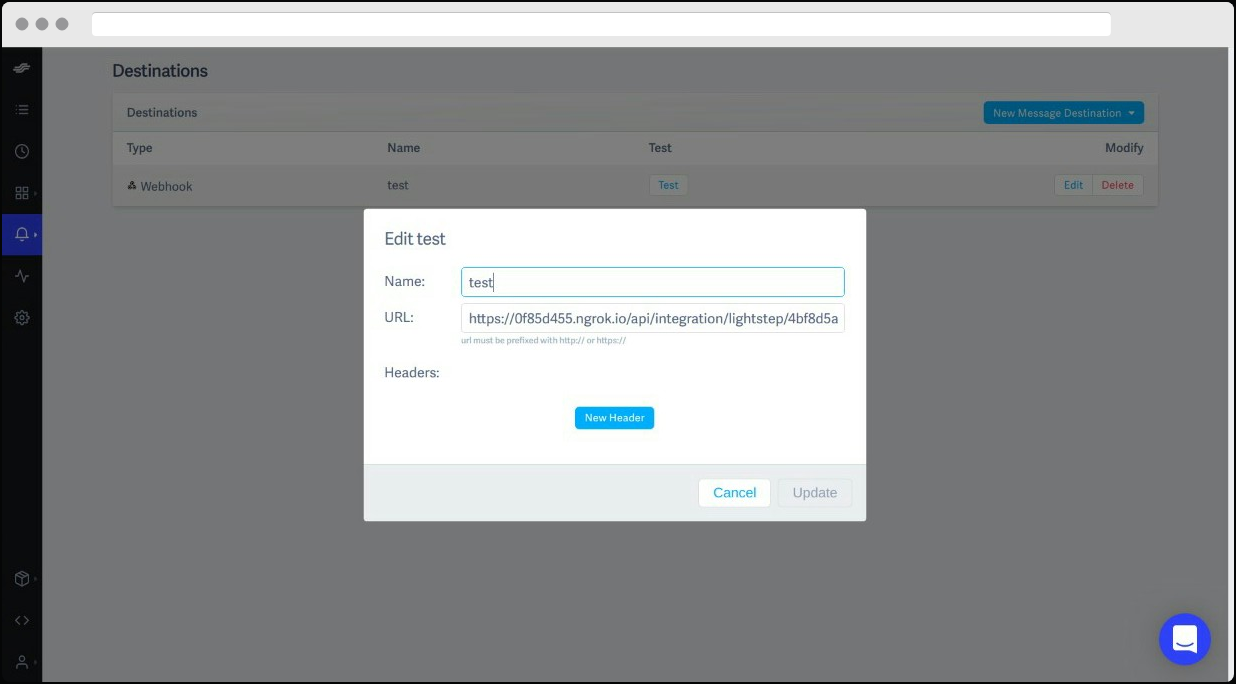 Destinations
Destinations
New Message Destination
Type Name Test Modify
Webhook test Test Edit Delete
Edit test
Name: test
URL: https://0f85d455.ngrok.io/api/integration/lightstep/4bf8d5a
url must be prefixed with http:// or https://
Headers:
New Header
Cancel Update